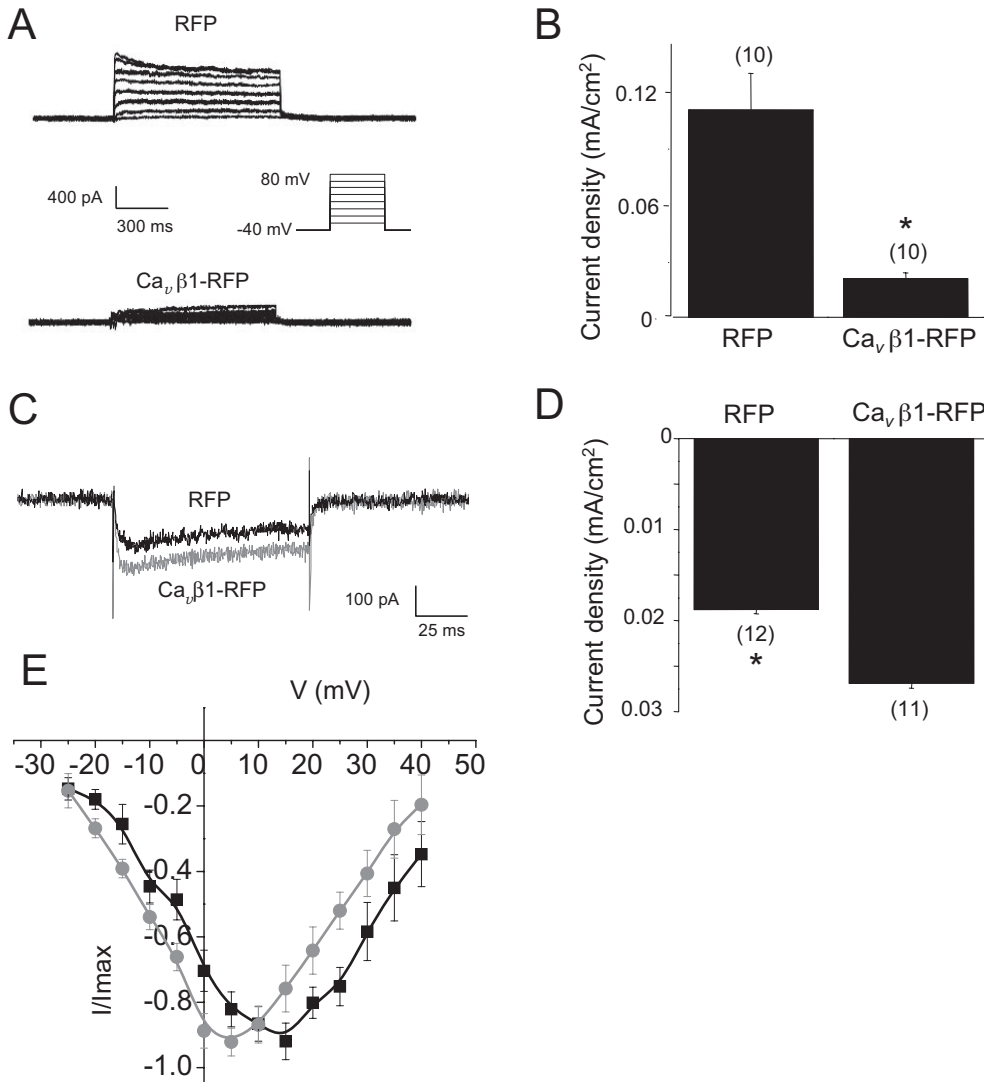 A
RFP
400 pA
300 ms
80 mV
-40 mV
Caᵥβ1-RFP
B
Current density (mA/cm²)
0.12
0.06
0
(10)
*
(10)
RFP
Caᵥβ1-RFP
C
RFP
Caᵥβ1-RFP
100 pA
25 ms
D
RFP
Caᵥβ1-RFP
Current density (mA/cm²)
0
0.01
0.02
0.03
(12)
*
(11)
E
V (mV)
-30 -20 -10 0 10 20 30 40 50
-0.2
-0.4
-0.6
-0.8
-1.0
I/Imax